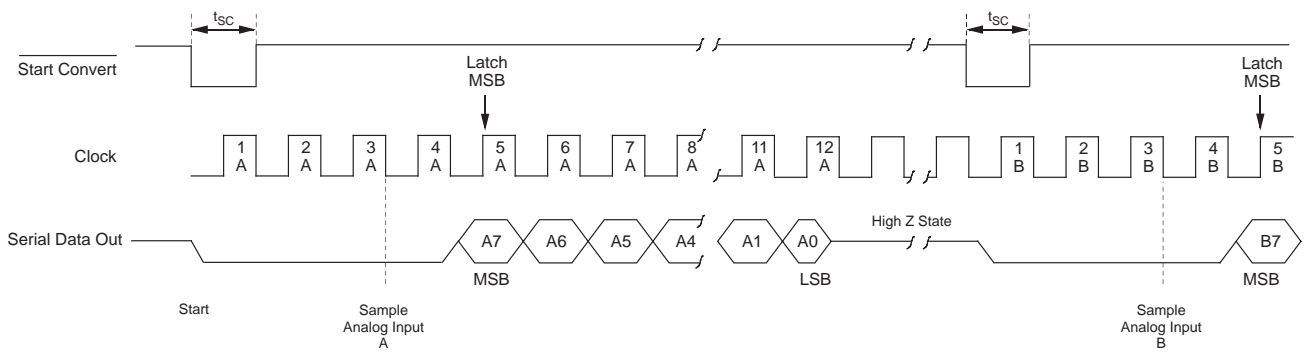 tSC tSC
Start Convert
Latch
MSB
Latch
MSB
Clock
1 2 3 4 5 6 7 8 11 12 1 2 3 4 5
A A A A A A A A A A B B B B B
High Z State
Serial Data Out A7 A6 A5 A4 A1 A0 B7
MSB LSB MSB
Start
Sample
Analog Input
A
Sample
Analog Input
B